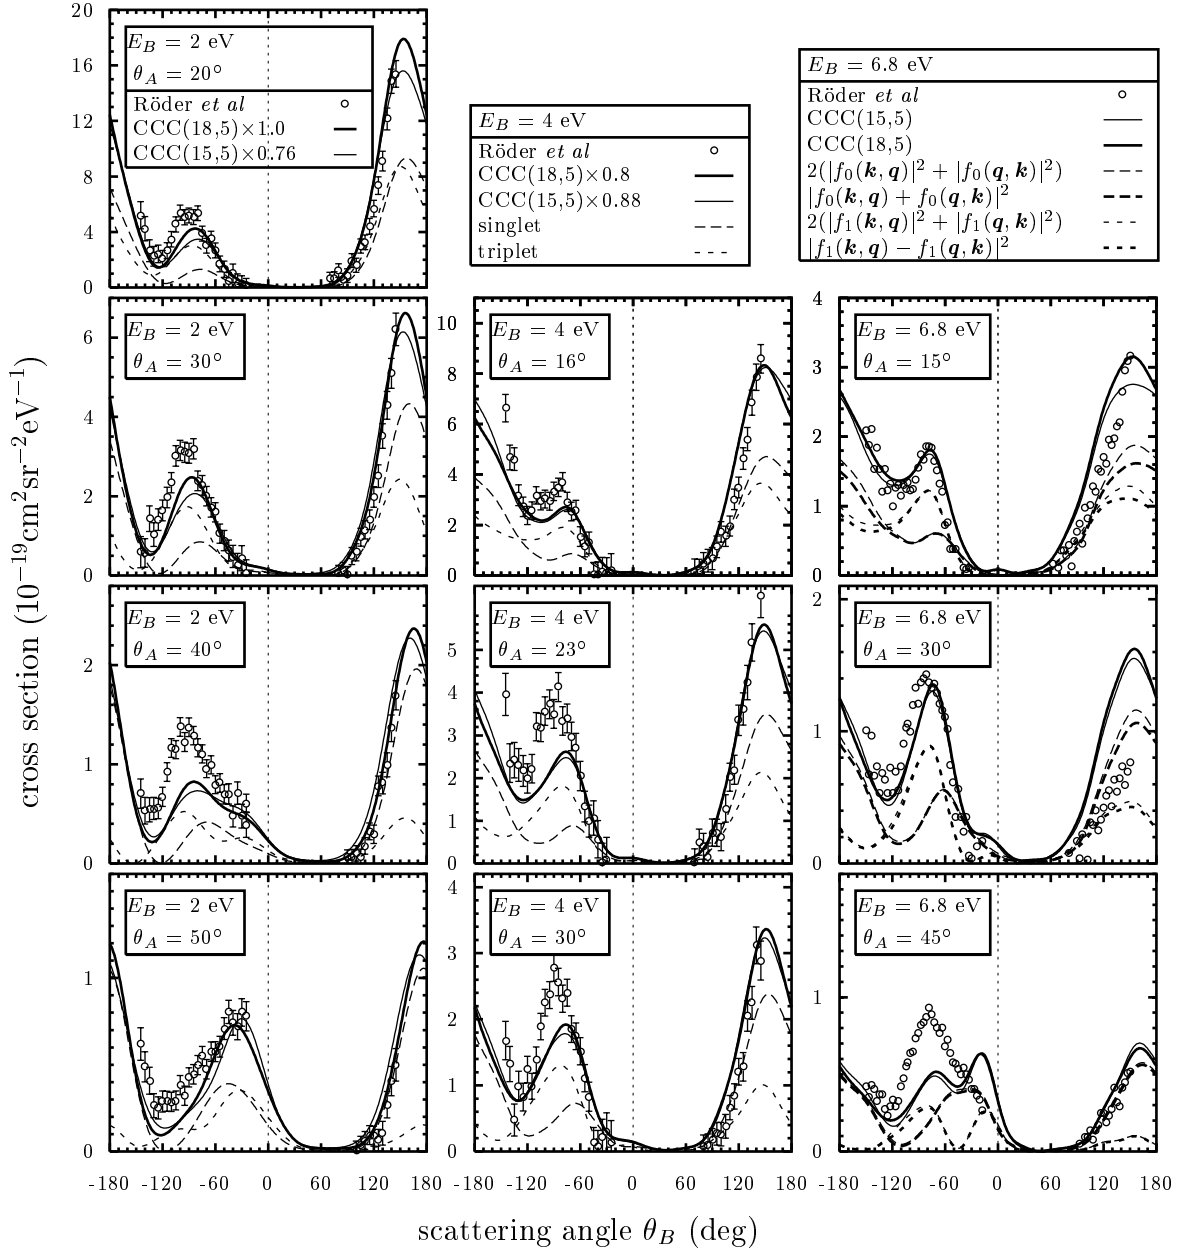 20
16
12
8
4
0
E_B = 2 eV
θ_A = 20°
Röder et al
CCC(18,5)×1.0
CCC(15,5)×0.76
E_B = 4 eV
Röder et al
CCC(18,5)×0.8
CCC(15,5)×0.88
singlet
triplet
E_B = 6.8 eV
Röder et al
CCC(15,5)
CCC(18,5)
2(|f_0(k, q)|^2 + |f_0(q, k)|^2)
|f_0(k, q) + f_0(q, k)|^2
2(|f_1(k, q)|^2 + |f_1(q, k)|^2)
|f_1(k, q) − f_1(q, k)|^2
cross section (10^−19 cm^2 sr^−2 eV^−1)
6
4
2
0
E_B = 2 eV
θ_A = 30°
10
8
6
4
2
0
E_B = 4 eV
θ_A = 16°
4
3
2
1
0
E_B = 6.8 eV
θ_A = 15°
2
1
0
E_B = 2 eV
θ_A = 40°
5
4
3
2
1
0
E_B = 4 eV
θ_A = 23°
2
1
0
E_B = 6.8 eV
θ_A = 30°
1
0
E_B = 2 eV
θ_A = 50°
4
3
2
1
0
E_B = 4 eV
θ_A = 30°
1
0
E_B = 6.8 eV
θ_A = 45°
-180 -120 -60 0 60 120 180
-180 -120 -60 0 60 120 180
-180 -120 -60 0 60 120 180
scattering angle θ_B (deg)